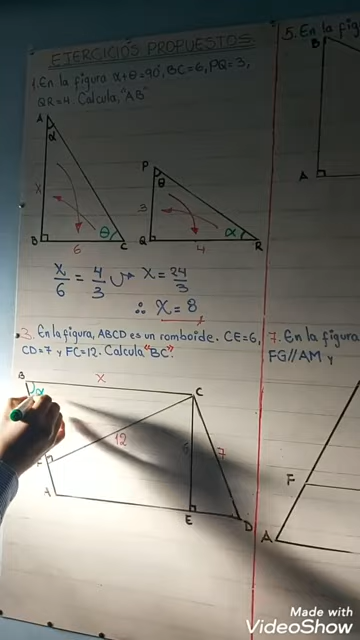 EJERCICIOS PROPUESTOS
1. En la figura α+θ=90°, BC=6, PQ=3,
QR=4. Calcula "AB"
A
α
x
B
6
θ
C
P
θ
3
Q
4
α
R
x/6 = 4/3 x = 24/3
∴ x = 8
3. En la figura, ABCD es un romboide. CE=6,
CD=7 y FC=12. Calcula "BC".
B
x
C
α
12
6
7
A
E
D
5. En la fig
B
A
7. En la figura
FG//AM y
F
A
Made with
VideoShow